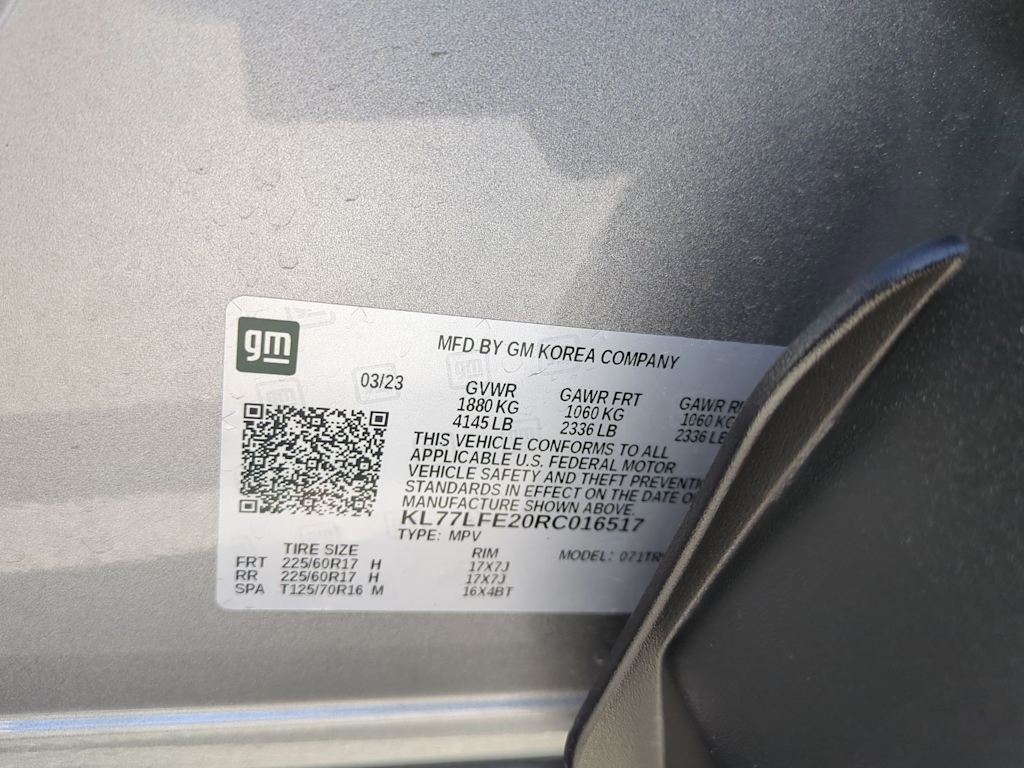 gm
MFD BY GM KOREA COMPANY
03/23
GVWR GAWR FRT GAWR
1880 KG 1060 KG 1060 KG
4145 LB 2336 LB 2336 LB
THIS VEHICLE CONFORMS TO ALL
APPLICABLE U.S. FEDERAL MOTOR
VEHICLE SAFETY AND THEFT
STANDARDS IN EFFECT ON THE DATE
MANUFACTURE SHOWN ABOVE.
KL77LFE20RC016517
TYPE: MPV
TIRE SIZE RIM MODEL:
FRT 225/60R17 H 17X7J
RR 225/60R17 H 17X7J
SPA T125/70R16 M 16X4BT